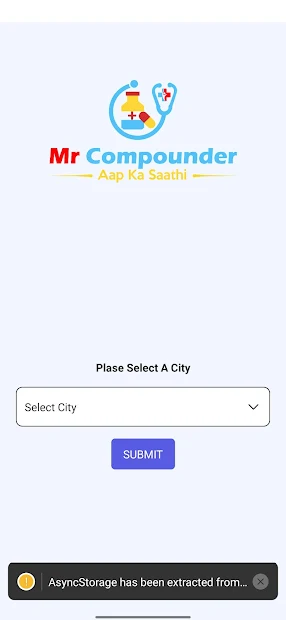 Mr Compounder
Aap Ka Saathi
Plase Select A City
Select City
SUBMIT
AsyncStorage has been extracted from...